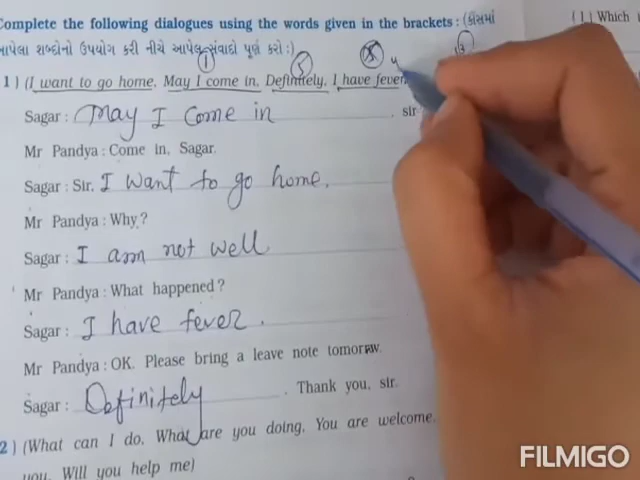 Complete the following dialogues using the words given in the brackets: (કૌંસમાં
આપેલા શબ્દોનો ઉપયોગ કરી નીચે આપેલ સંવાદો પૂર્ણ કરો:)
1) (I want to go home, May I come in, Definitely, I have fever
Sagar: May I Come in . sir
Mr Pandya: Come in, Sagar.
Sagar: Sir. I want to go home.
Mr Pandya: Why?
Sagar: I am not well
Mr Pandya: What happened?
Sagar: I have fever.
Mr Pandya: OK. Please bring a leave note tomorrow.
Sagar: Definitely . Thank you, sir.
2) (What can I do. What are you doing. You are welcome.
you. Will you help me)
(1) Which
FILMIGO